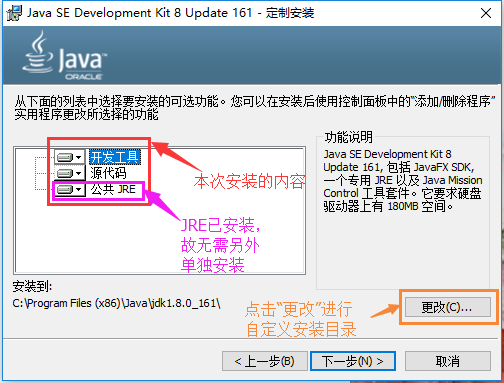 Java SE Development Kit 8 Update 161 - 定制安装
Java
ORACLE
从下面的列表中选择要安装的可选功能。您可以在安装后使用控制面板中的“添加/删除程序”
实用程序更改所选择的功能
开发工具
源代码
公共 JRE
本次安装的内容
JRE已安装,
故无需另外
单独安装
功能说明
Java SE Development Kit 8
Update 161, 包括 JavaFX SDK,
一个专用 JRE 以及 Java Mission
Control 工具套件。它要求硬盘
驱动器上有 180MB 空间。
安装到:
C:\Program Files (x86)\Java\jdk1.8.0_161\
点击“更改”进行
自定义安装目录
更改(C)...
< 上一步(B)
下一步(N) >
取消